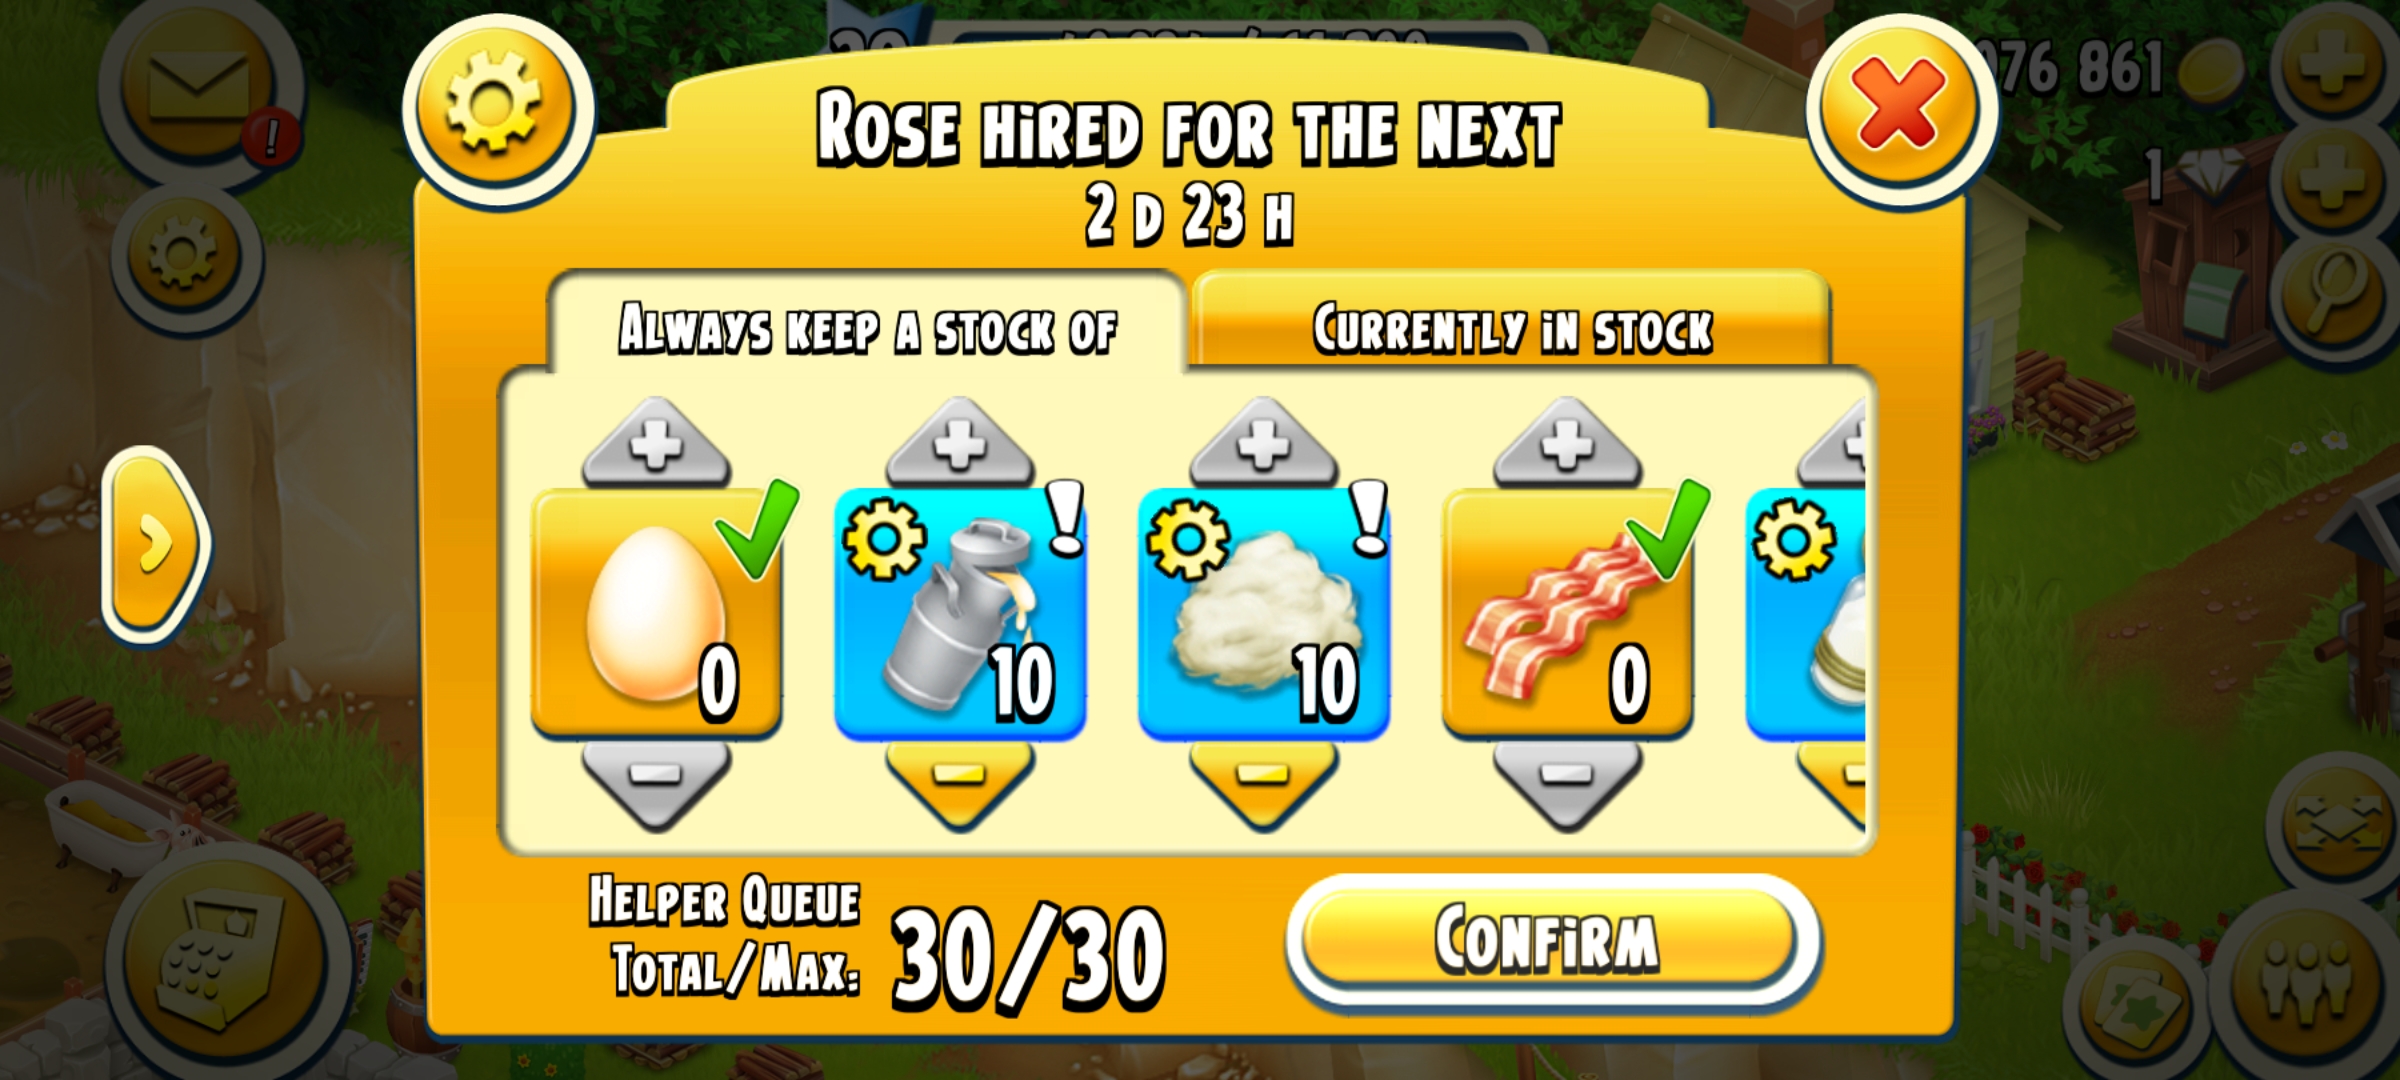 076 861
1
ROSE HiRED FOR THE NEXT
2 D 23 H
ALWAYS KEEP A STOCK OF
CURRENTLY iN STOCK
0
10
10
0
HELPER QUEUE
TOTAL/MAX:
30/30
CONFiRM